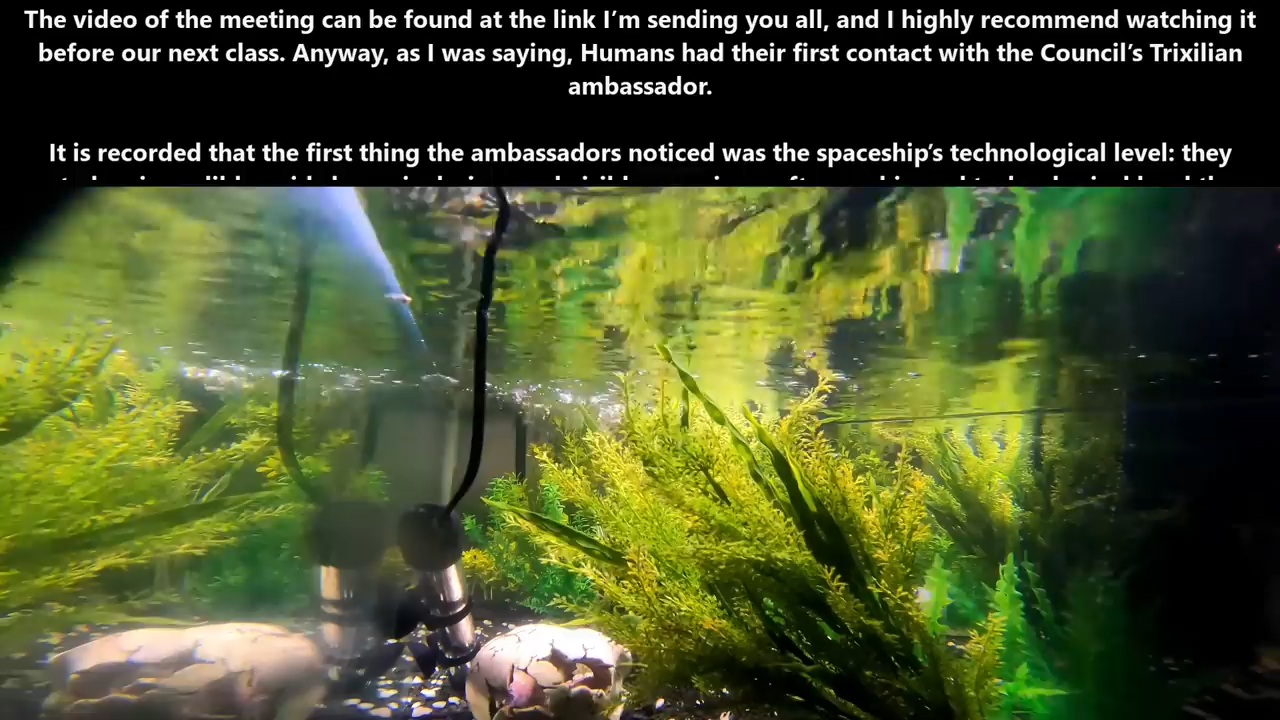 The video of the meeting can be found at the link I’m sending you all, and I highly recommend watching it
before our next class. Anyway, as I was saying, Humans had their first contact with the Council’s Trixilian
ambassador.
It is recorded that the first thing the ambassadors noticed was the spaceship’s technological level: they